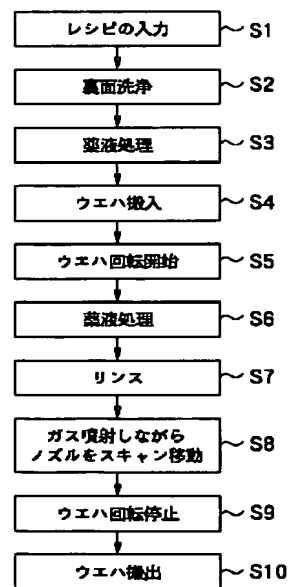 レシピの入力 ~ S1
裏面洗浄 ~ S2
薬液処理 ~ S3
ウエハ搬入 ~ S4
ウエハ回転開始 ~ S5
薬液処理 ~ S6
リンス ~ S7
ガス噴射しながら
ノズルをスキャン移動 ~ S8
ウエハ回転停止 ~ S9
ウエハ搬出 ~ S10